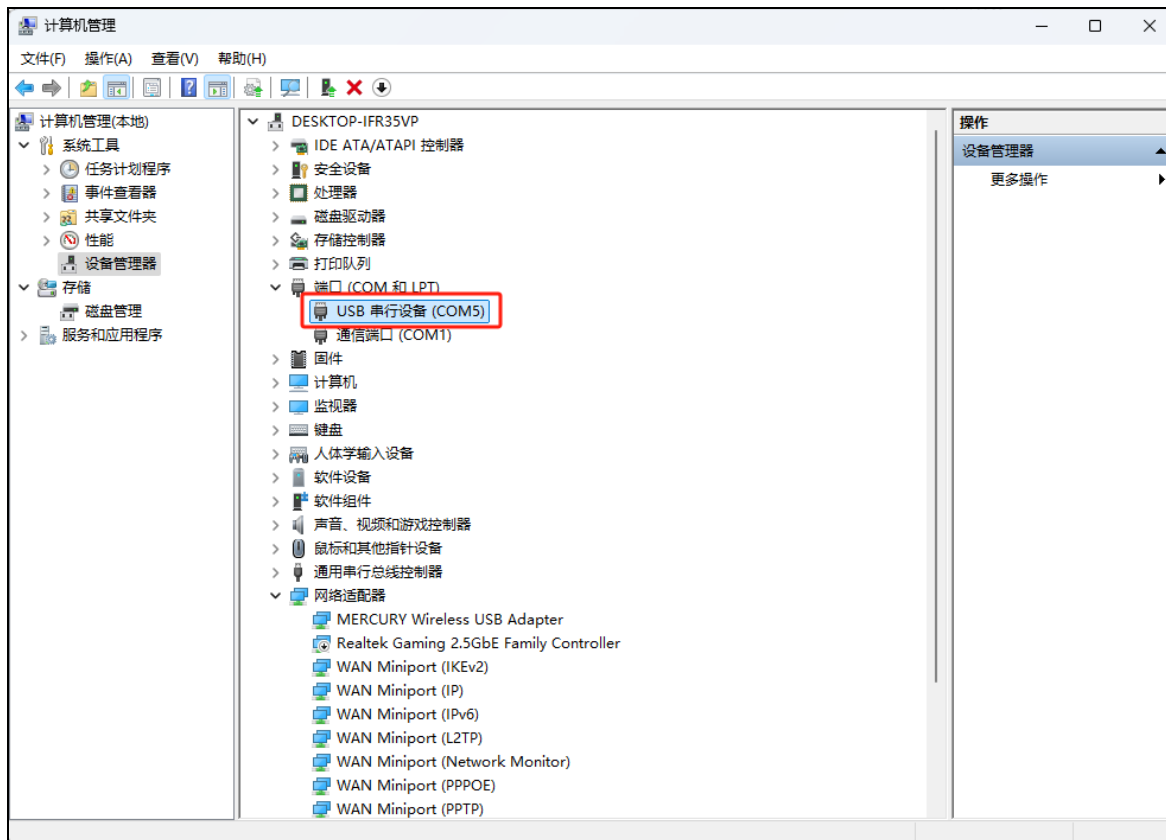 计算机管理
文件(F) 操作(A) 查看(V) 帮助(H)
计算机管理(本地)
系统工具
任务计划程序
事件查看器
共享文件夹
性能
设备管理器
存储
磁盘管理
服务和应用程序
DESKTOP-IFR35VP
IDE ATA/ATAPI 控制器
安全设备
处理器
磁盘驱动器
存储控制器
打印队列
端口 (COM 和 LPT)
USB 串行设备 (COM5)
通信端口 (COM1)
固件
计算机
监视器
键盘
人体学输入设备
软件设备
软件组件
声音、视频和游戏控制器
鼠标和其他指针设备
通用串行总线控制器
网络适配器
MERCURY Wireless USB Adapter
Realtek Gaming 2.5GbE Family Controller
WAN Miniport (IKEv2)
WAN Miniport (IP)
WAN Miniport (IPv6)
WAN Miniport (L2TP)
WAN Miniport (Network Monitor)
WAN Miniport (PPPOE)
WAN Miniport (PPTP)
操作
设备管理器
更多操作